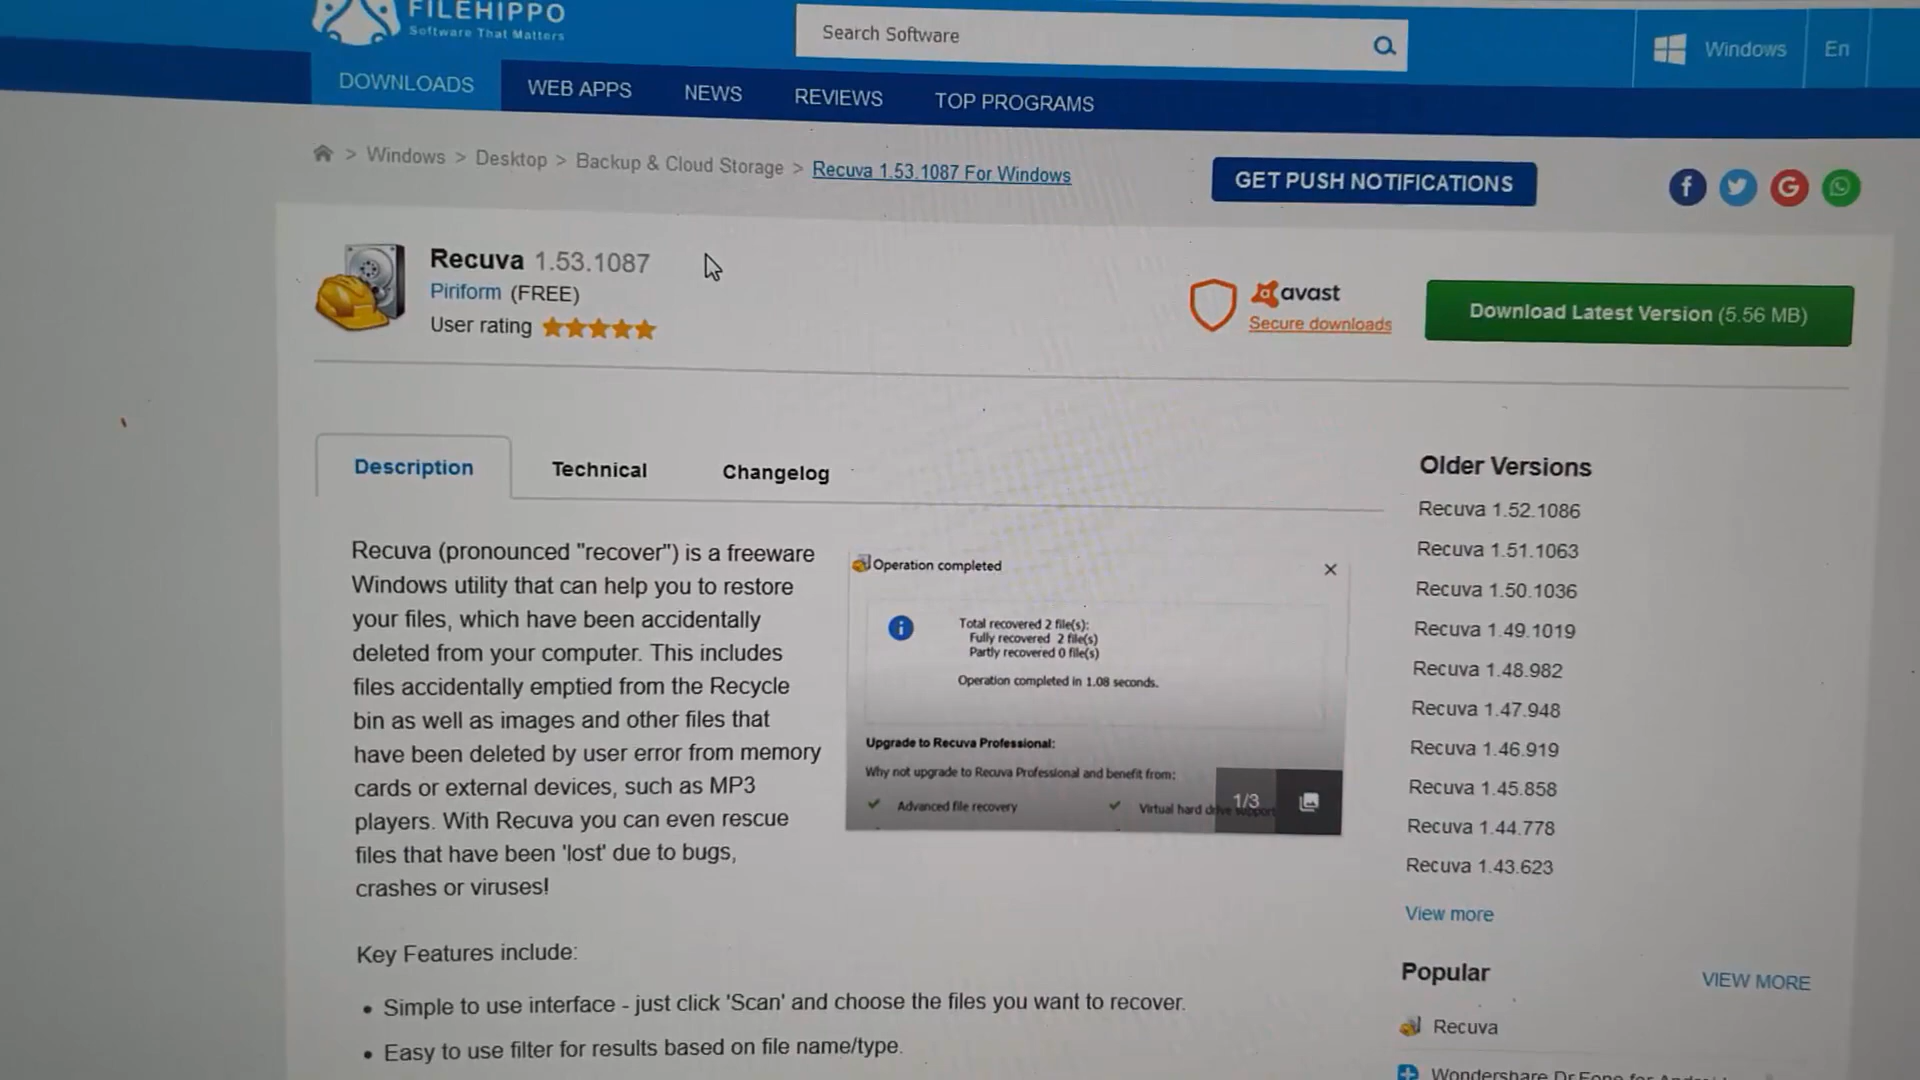 FILEHIPPO
Software That Matters
Search Software
Windows
En
DOWNLOADS
WEB APPS
NEWS
REVIEWS
TOP PROGRAMS
> Windows > Desktop > Backup & Cloud Storage > Recuva 1.53.1087 For Windows
GET PUSH NOTIFICATIONS
Recuva 1.53.1087
Piriform (FREE)
User rating
avast
Secure downloads
Download Latest Version (5.56 MB)
Description
Technical
Changelog
Recuva (pronounced "recover") is a freeware
Windows utility that can help you to restore
your files, which have been accidentally
deleted from your computer. This includes
files accidentally emptied from the Recycle
bin as well as images and other files that
have been deleted by user error from memory
cards or external devices, such as MP3
players. With Recuva you can even rescue
files that have been 'lost' due to bugs,
crashes or viruses!
Operation completed
Total recovered 2 file(s):
Fully recovered 2 file(s)
Partly recovered 0 file(s)
Operation completed in 1.08 seconds.
Upgrade to Recuva Professional:
Why not upgrade to Recuva Professional and benefit from:
Advanced file recovery
Virtual hard drive support
1/3
Key Features include:
• Simple to use interface - just click 'Scan' and choose the files you want to recover.
• Easy to use filter for results based on file name/type.
Older Versions
Recuva 1.52.1086
Recuva 1.51.1063
Recuva 1.50.1036
Recuva 1.49.1019
Recuva 1.48.982
Recuva 1.47.948
Recuva 1.46.919
Recuva 1.45.858
Recuva 1.44.778
Recuva 1.43.623
View more
Popular
VIEW MORE
Recuva
Wondershare Dr.Fone for